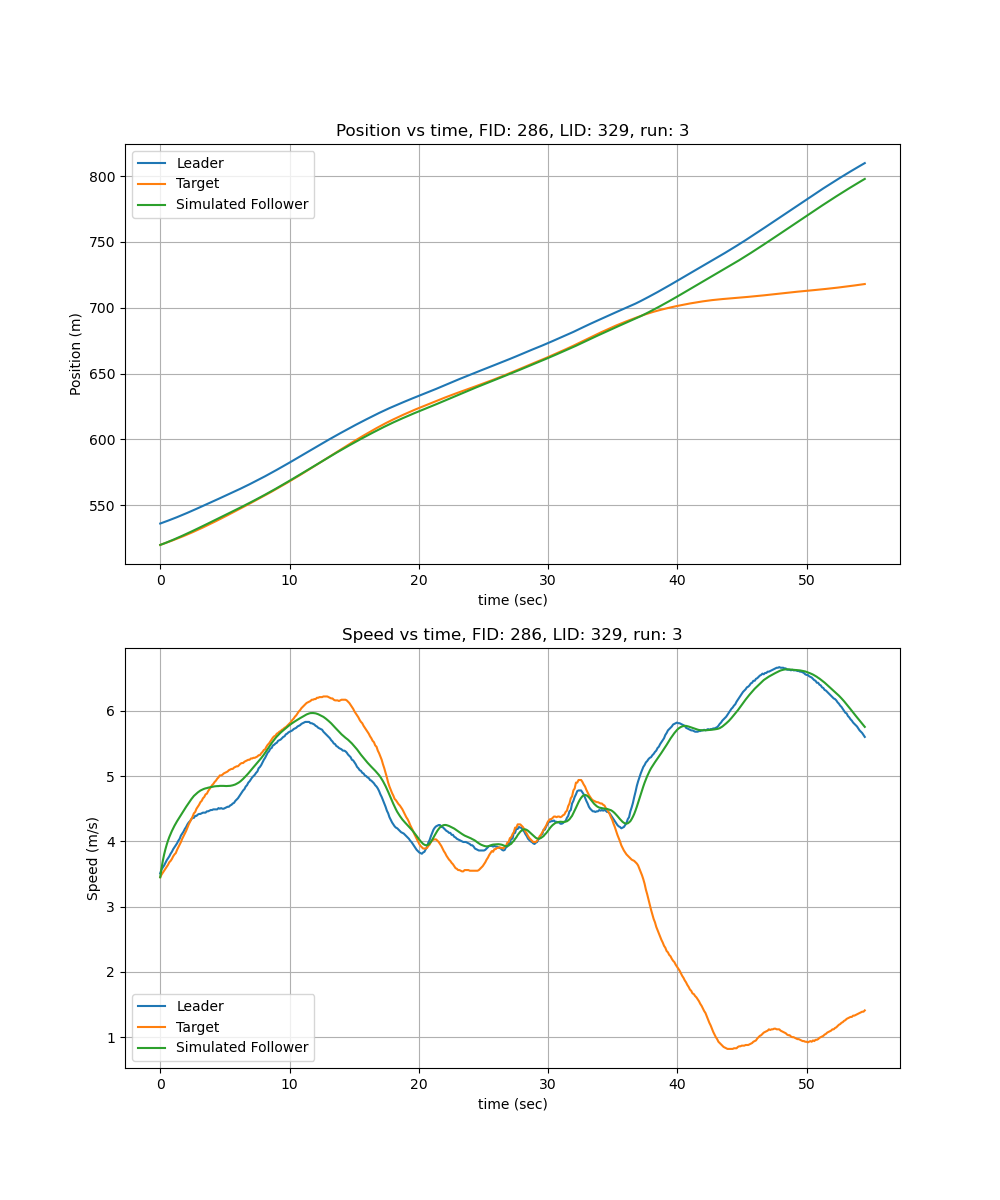 Position vs time, FID: 286, LID: 329, run: 3
Leader
Target
Simulated Follower
800
750
700
650
600
550
Position (m)
0 10 20 30 40 50
time (sec)
Speed vs time, FID: 286, LID: 329, run: 3
6
5
4
3
2
1
Speed (m/s)
Leader
Target
Simulated Follower
0 10 20 30 40 50
time (sec)